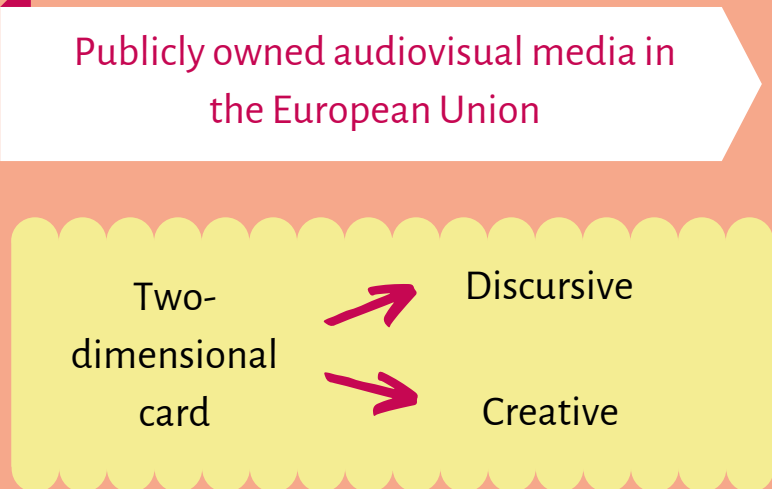 Publicly owned audiovisual media in
the European Union
Two-
dimensional
card
Discursive
Creative